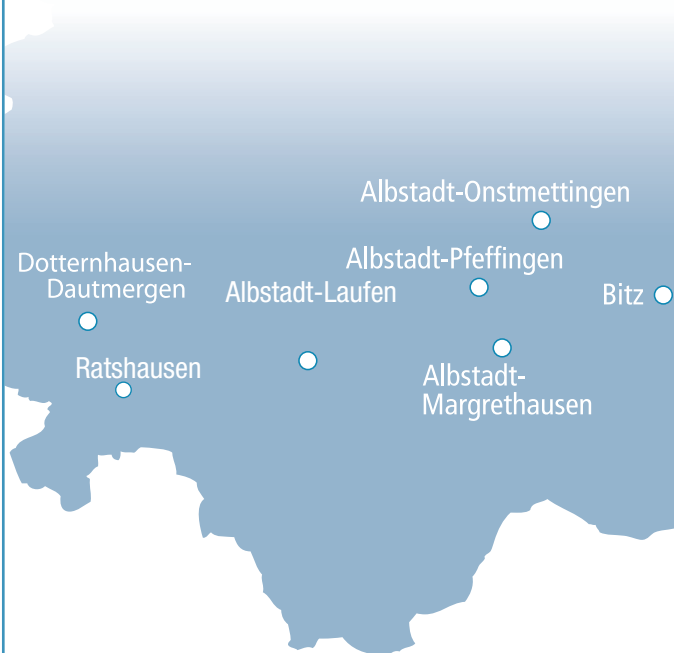 Albstadt-Onstmettingen
Dotternhausen-
Dautmergen
Albstadt-Pfeffingen
Albstadt-Laufen
Bitz
Ratshausen
Albstadt-
Margrethausen